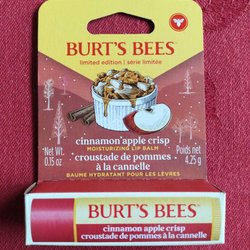 BURT'S BEES
limited edition | série limitée
cinnamon apple crisp
MOISTURIZING LIP BALM
Net Wt. 0.15 oz
croustade de pommes à la cannelle
Poids net 4.25 g
BAUME HYDRATANT POUR LES LÈVRES
BURT'S BEES
cinnamon apple crisp
croustade de pommes à la cannelle